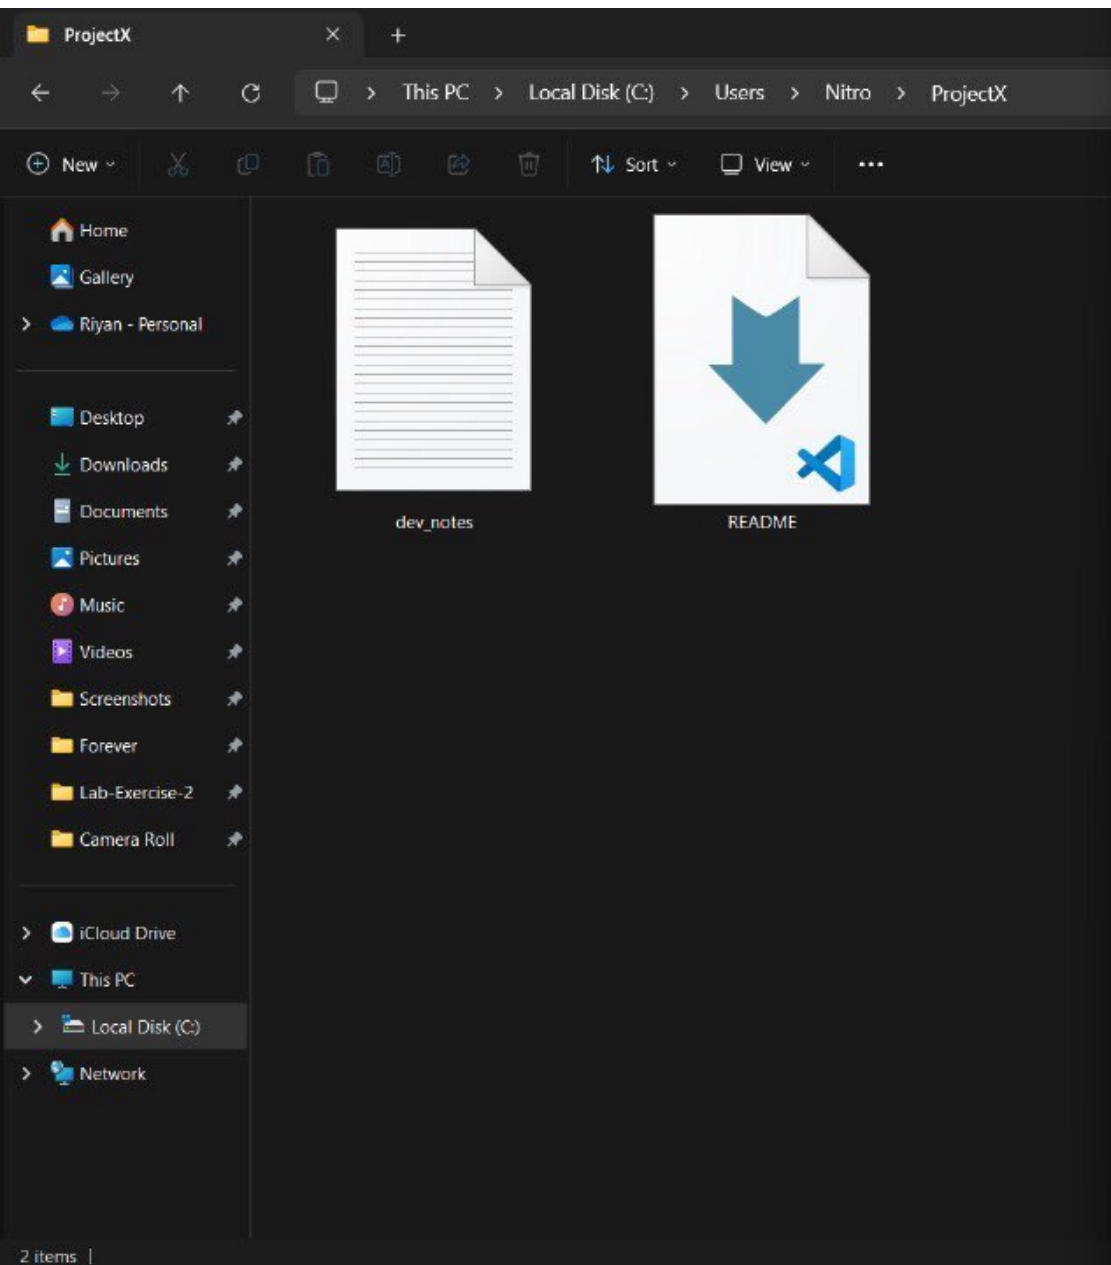 ProjectX
This PC > Local Disk (C:) > Users > Nitro > ProjectX
New Sort View
Home
Gallery
Riyan - Personal
Desktop
Downloads
Documents
Pictures
Music
Videos
Screenshots
Forever
Lab-Exercise-2
Camera Roll
iCloud Drive
This PC
Local Disk (C:)
Network
dev_notes README
2 items